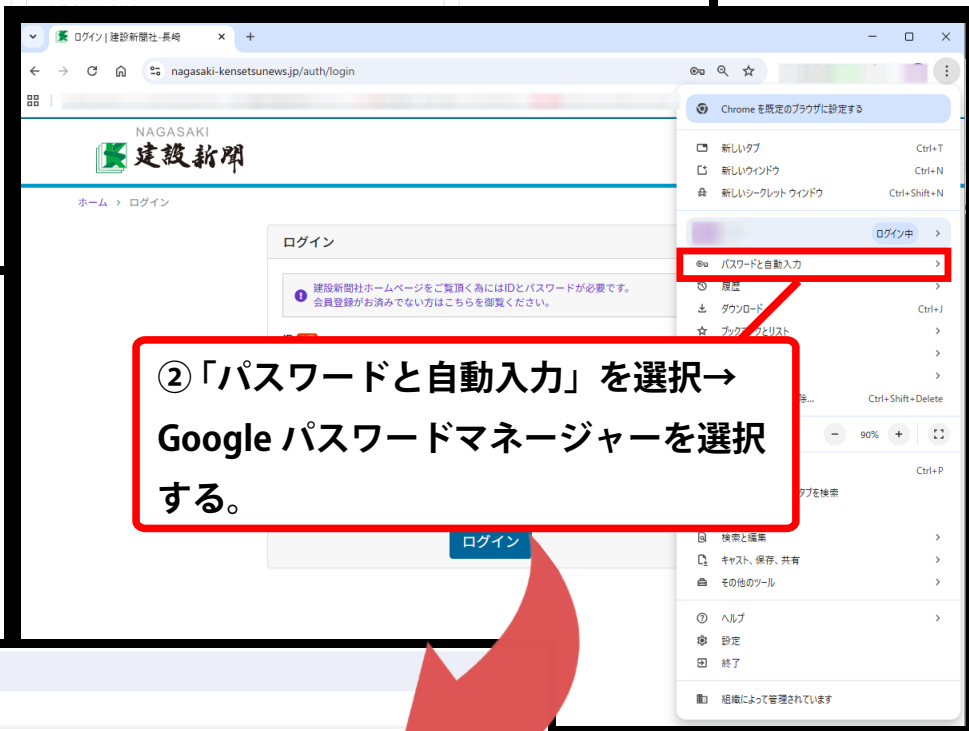 ログイン | 建設新聞社-長崎
nagasaki-kensetsunews.jp/auth/login
NAGASAKI
建設新聞
ホーム > ログイン
ログイン
建設新聞社ホームページをご覧頂く為にはIDとパスワードが必要です。
会員登録がお済みでない方はこちらを御覧ください。
②「パスワードと自動入力」を選択→
Google パスワードマネージャーを選択
する。
ログイン
Chrome を既定のブラウザに設定する
新しいタブ Ctrl+T
新しいウィンドウ Ctrl+N
新しいシークレット ウィンドウ Ctrl+Shift+N
ログイン中
パスワードと自動入力
履歴
ダウンロード Ctrl+J
ブックマークとリスト
除... Ctrl+Shift+Delete
90%
Ctrl+P
タブを検索
検索と編集
キャスト、保存、共有
その他のツール
ヘルプ
設定
終了
組織によって管理されています